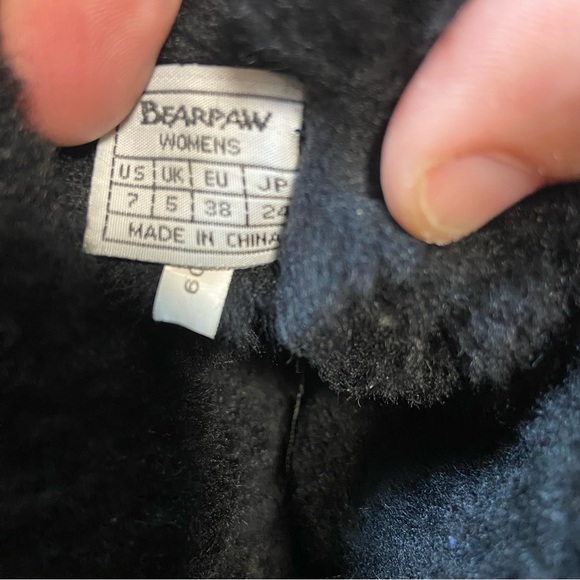 BEARPAW
WOMENS
US UK EU JP
7 5 38 24
MADE IN CHINA